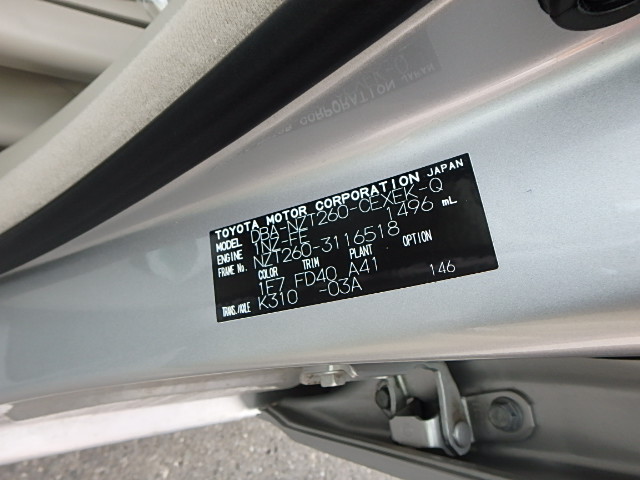 TOYOTA MOTOR CORPORATION JAPAN
MODEL DBA-NZT260-CEXEK-Q
ENGINE 1NZ-FE 1496 mL
FRAME No. NZT260-3116518
COLOR TRIM PLANT OPTION
1E7 FD40 A41 146
TRANS./AXLE K310 -03A